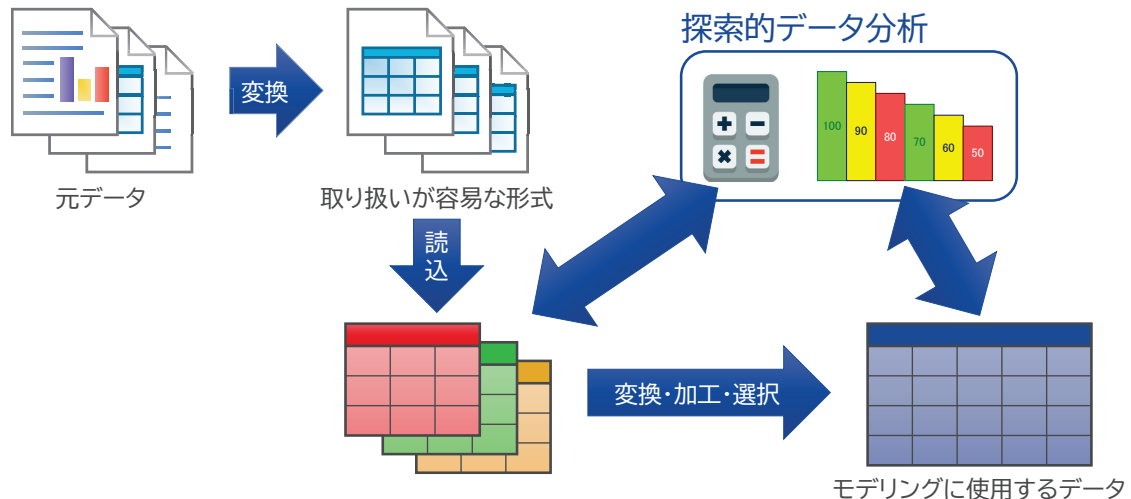 探索的データ分析
変換
100
90
80
70
60
50
元データ
取り扱いが容易な形式
読
込
変換・加工・選択
モデリングに使用するデータ